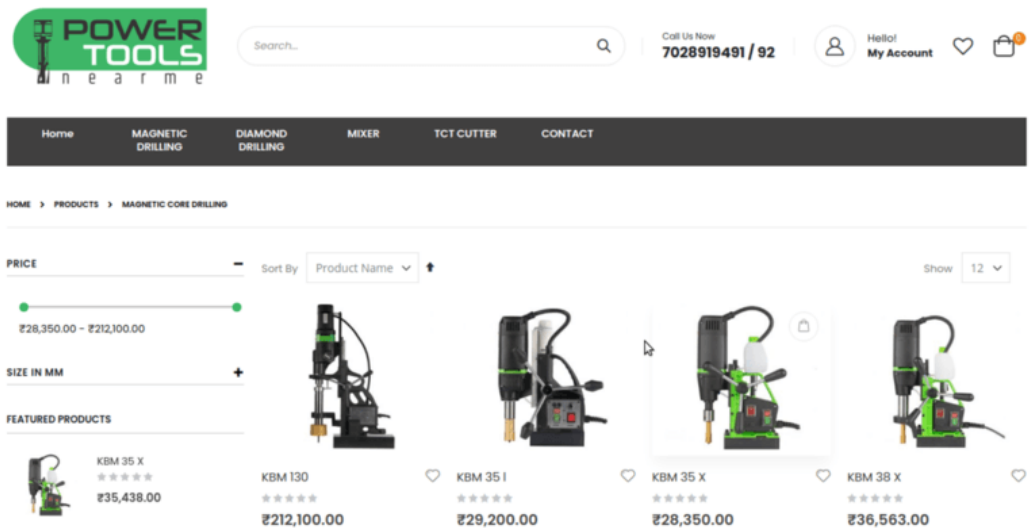 POWER
TOOLS
nearme
Search...
Call Us Now
7028919491 / 92
Hello!
My Account
0
Home
MAGNETIC
DRILLING
DIAMOND
DRILLING
MIXER
TCT CUTTER
CONTACT
HOME > PRODUCTS > MAGNETIC CORE DRILLING
PRICE
₹28,350.00 - ₹212,100.00
SIZE IN MM
FEATURED PRODUCTS
KBM 35 X
₹35,438.00
Sort By Product Name
Show 12
KBM 130
₹212,100.00
KBM 35 I
₹29,200.00
KBM 35 X
₹28,350.00
KBM 38 X
₹36,563.00